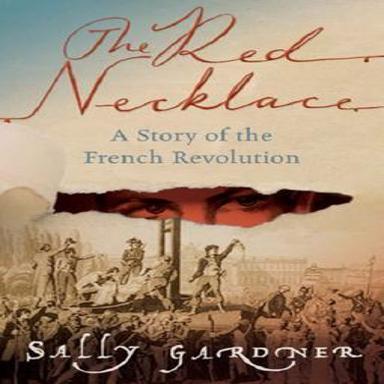 The Red
Necklace
A Story of the
French Revolution
SALLY GARDNER